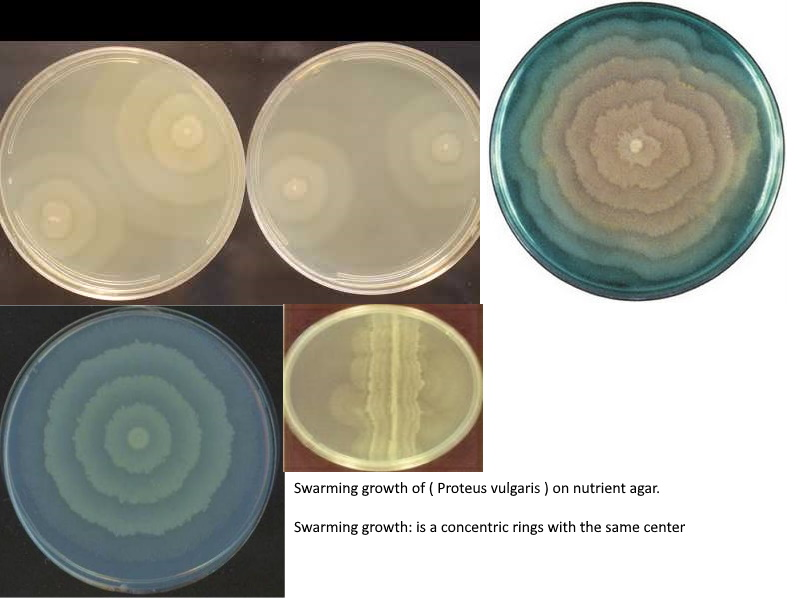 Swarming growth of ( Proteus vulgaris ) on nutrient agar.
Swarming growth: is a concentric rings with the same center